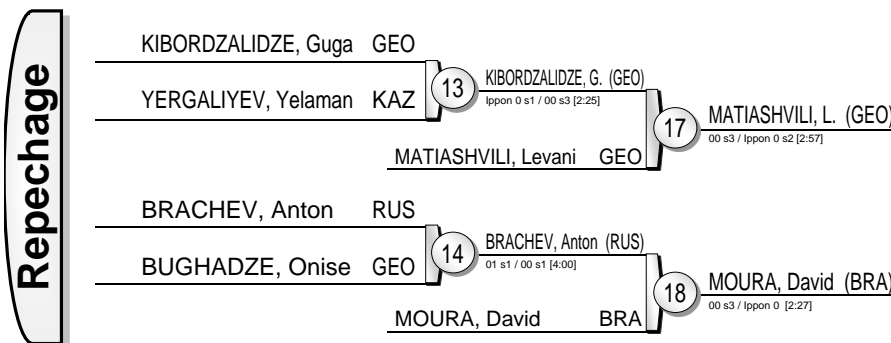 Repechage
KIBORDZALIDZE, Guga GEO
YERGALIYEV, Yelaman KAZ
13
KIBORDZALIDZE, G. (GEO)
Ippon 0 s1 / 00 s3 [2:25]
MATIASHVILI, Levani GEO
17
MATIASHVILI, L. (GEO)
00 s3 / Ippon 0 s2 [2:57]
BRACHEV, Anton RUS
BUGHADZE, Onise GEO
14
BRACHEV, Anton (RUS)
01 s1 / 00 s1 [4:00]
MOURA, David BRA
18
MOURA, David (BRA)
00 s3 / Ippon 0 [2:27]